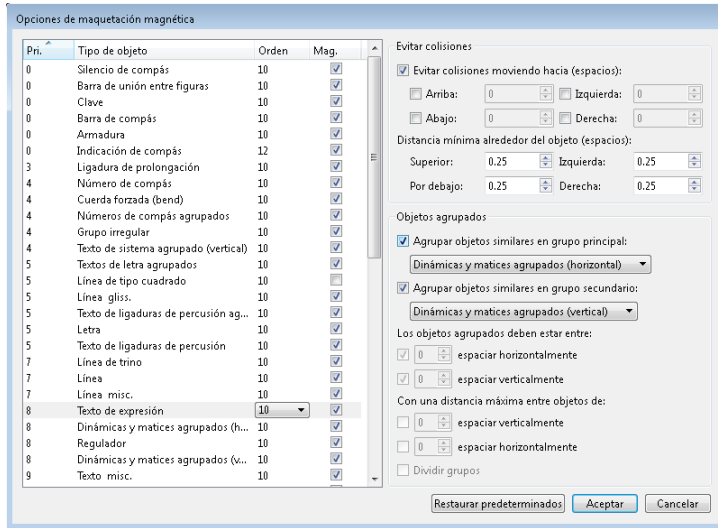 Opciones de maquetación magnética
Pri. Tipo de objeto Orden Mag.
0 Silencio de compás 10
0 Barra de unión entre figuras 10
0 Clave 10
0 Barra de compás 10
0 Armadura 10
0 Indicación de compás 12
3 Ligadura de prolongación 10
4 Número de compás 10
4 Cuerda forzada (bend) 10
4 Números de compás agrupados 10
4 Grupo irregular 10
4 Texto de sistema agrupado (vertical) 10
5 Textos de letra agrupados 10
5 Línea de tipo cuadrado 10
5 Línea gliss. 10
5 Texto de ligaduras de percusión ag... 10
5 Letra 10
5 Texto de ligaduras de percusión 10
7 Línea de trino 10
7 Línea 10
7 Línea misc. 10
8 Texto de expresión 10
8 Dinámicas y matices agrupados (h... 10
8 Regulador 10
8 Dinámicas y matices agrupados (v... 10
9 Texto misc. 10
Evitar colisiones
Evitar colisiones moviendo hacia (espacios):
Arriba: 0 Izquierda: 0
Abajo: 0 Derecha: 0
Distancia mínima alrededor del objeto (espacios):
Superior: 0.25 Izquierda: 0.25
Por debajo: 0.25 Derecha: 0.25
Objetos agrupados
Agrupar objetos similares en grupo principal:
Dinámicas y matices agrupados (horizontal)
Agrupar objetos similares en grupo secundario:
Dinámicas y matices agrupados (vertical)
Los objetos agrupados deben estar entre:
0 espaciar horizontalmente
0 espaciar verticalmente
Con una distancia máxima entre objetos de:
0 espaciar verticalmente
0 espaciar horizontalmente
Dividir grupos
Restaurar predeterminados Aceptar Cancelar